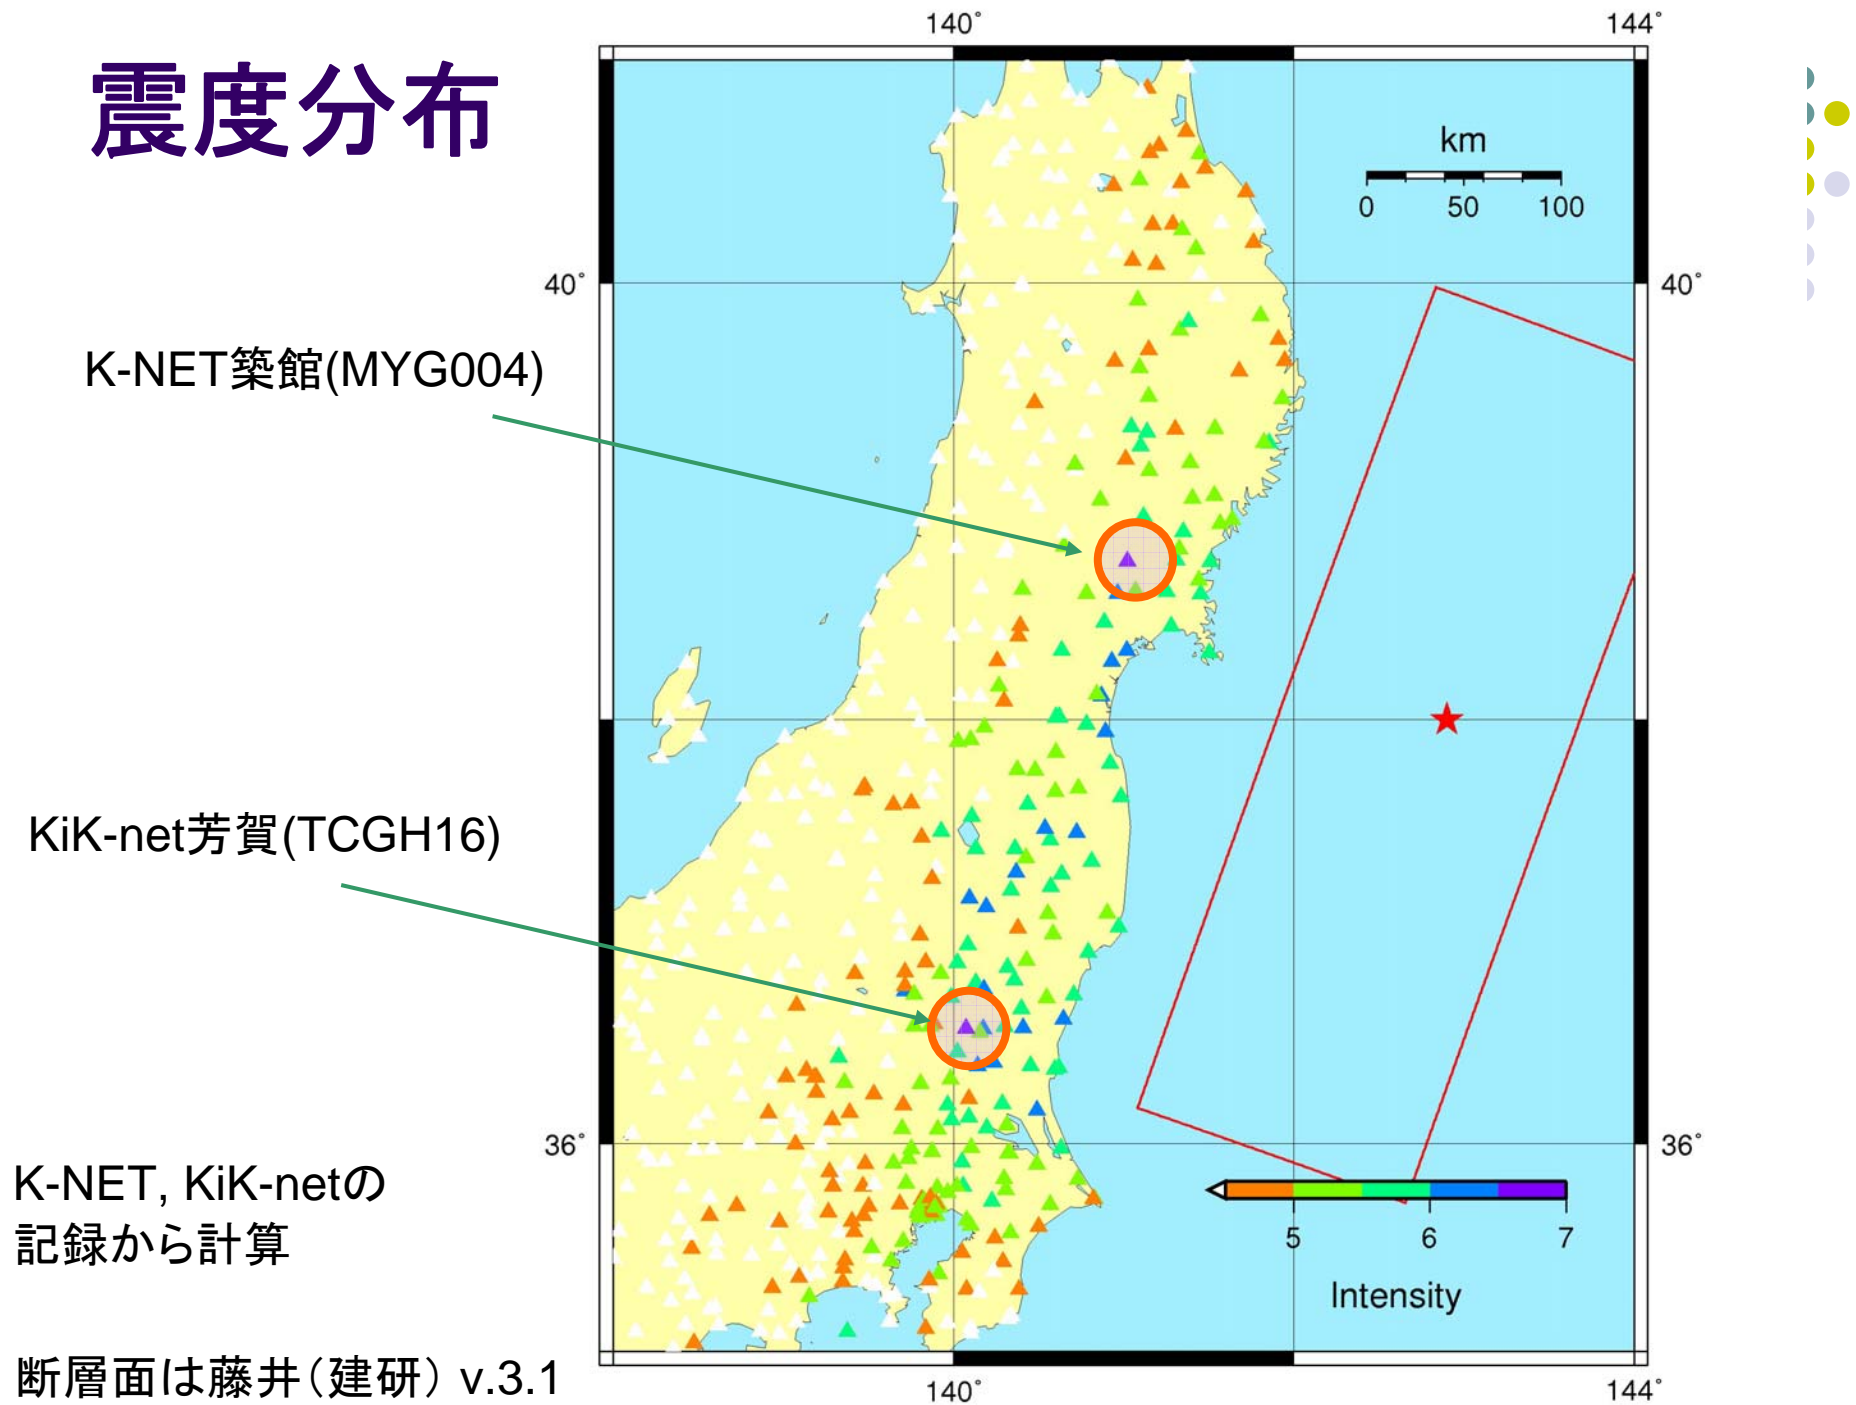 震度分布
K-NET築館(MYG004)
KiK-net芳賀(TCGH16)
K-NET, KiK-netの
記録から計算
断層面は藤井（建研） v.3.1
140°
144°
km
0 50 100
40°
40°
36°
36°
5 6 7
Intensity
140°
144°